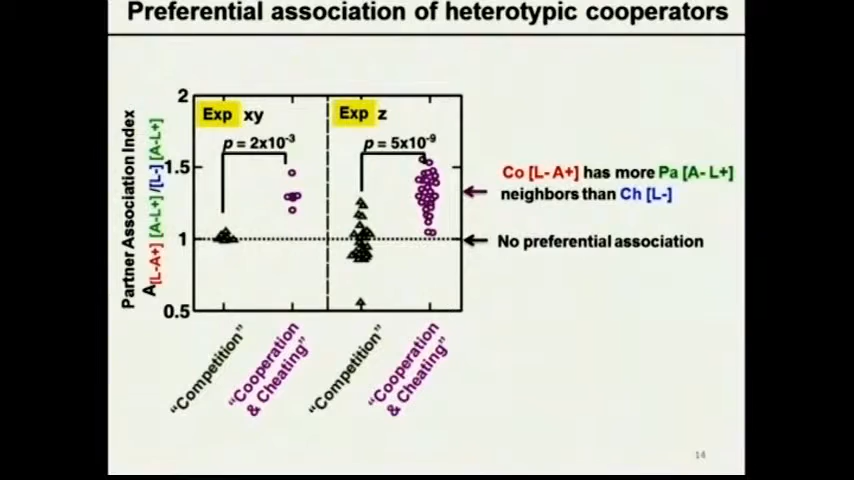 Preferential association of heterotypic cooperators
Partner Association Index
A[L-A+] [A-L+]/[L-] [A-L+]
2
1.5
1
0.5
Exp xy
Exp z
p = 2x10-3
p = 5x10-9
Co [L- A+] has more Pa [A- L+]
neighbors than Ch [L-]
No preferential association
"Competition"
"Cooperation
& Cheating"
"Competition"
"Cooperation
& Cheating"
14